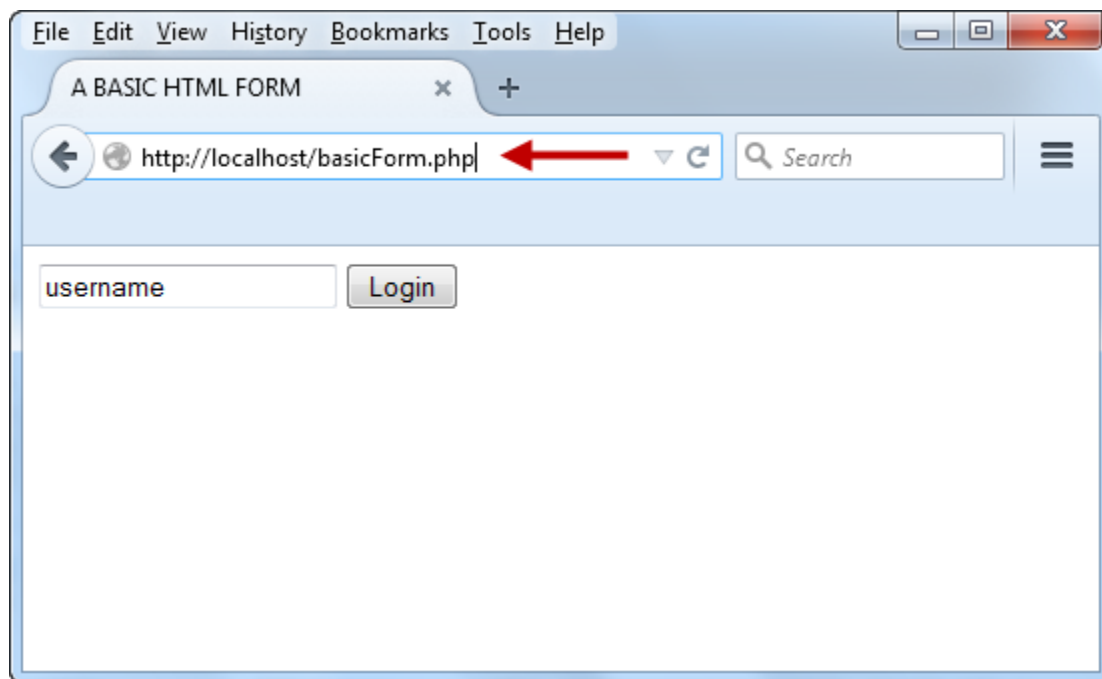 File Edit View History Bookmarks Tools Help
A BASIC HTML FORM
http://localhost/basicForm.php
Search
username Login